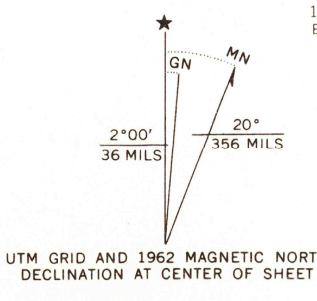 1
E
MN
GN
2°00'
36 MILS
20°
356 MILS
UTM GRID AND 1962 MAGNETIC NORT
DECLINATION AT CENTER OF SHEET